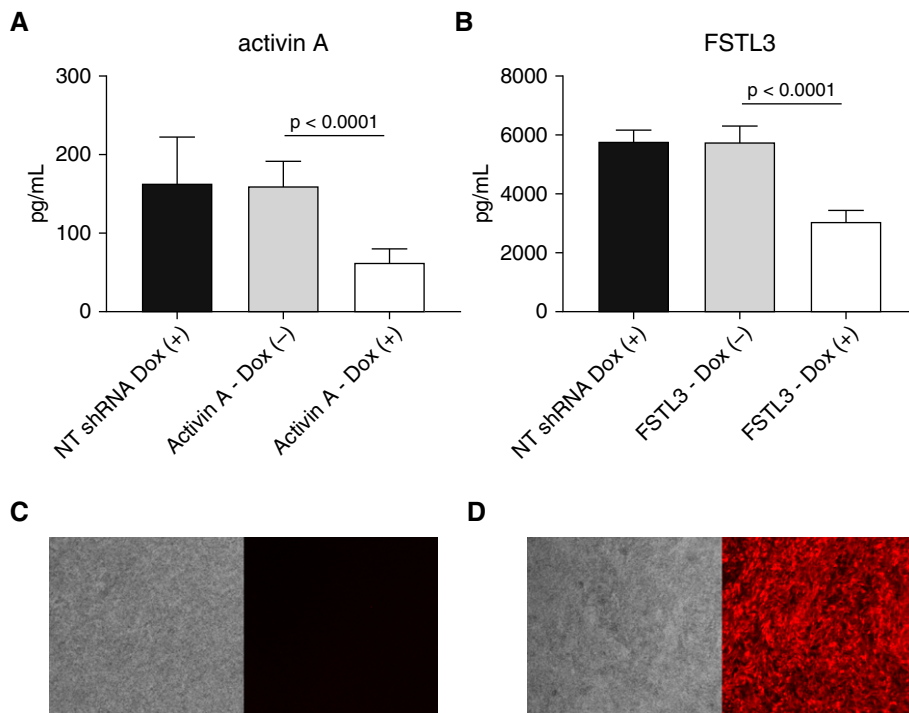 A
activin A
300
200
100
0
pg/mL
p < 0.0001
NT shRNA Dox (+)
Activin A - Dox (–)
Activin A - Dox (+)
B
FSTL3
8000
6000
4000
2000
0
pg/mL
p < 0.0001
NT shRNA Dox (+)
FSTL3 - Dox (–)
FSTL3 - Dox (+)
C
D